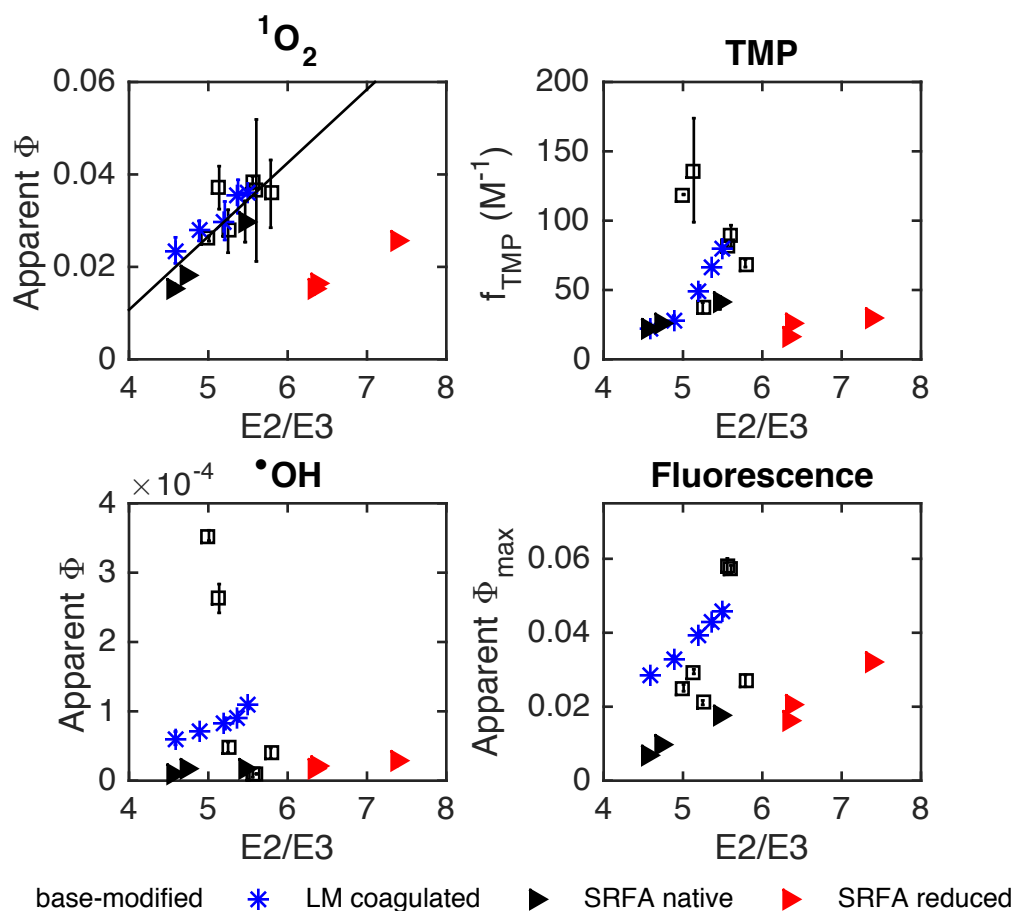 ¹O₂
TMP
Apparent Φ
0.06
0.04
0.02
0
4 5 6 7 8
E2/E3
f_TMP (M⁻¹)
200
150
100
50
0
4 5 6 7 8
E2/E3
•OH
Fluorescence
×10⁻⁴
Apparent Φ
4
3
2
1
0
4 5 6 7 8
E2/E3
Apparent Φ_max
0.06
0.04
0.02
0
4 5 6 7 8
E2/E3
base-modified LM coagulated SRFA native SRFA reduced